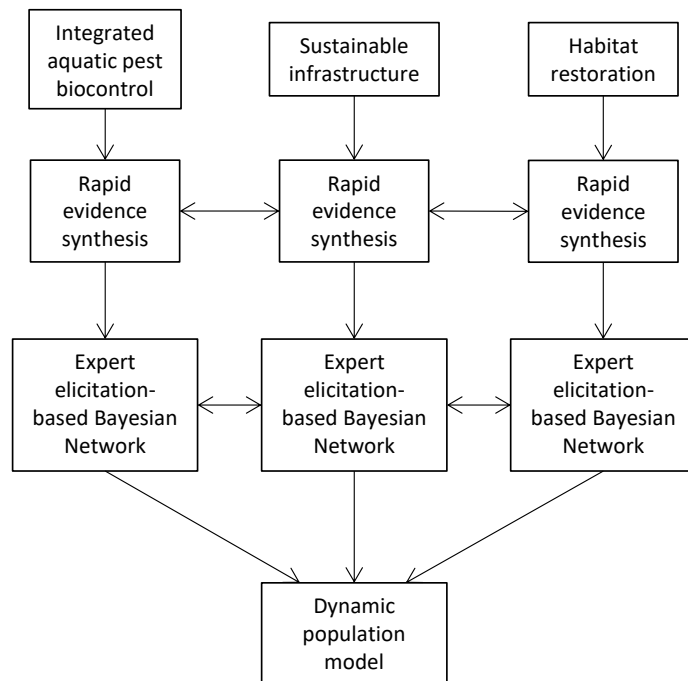 Integrated
aquatic pest
biocontrol
Sustainable
infrastructure
Habitat
restoration
Rapid
evidence
synthesis
Rapid
evidence
synthesis
Rapid
evidence
synthesis
Expert
elicitation-
based Bayesian
Network
Expert
elicitation-
based Bayesian
Network
Expert
elicitation-
based Bayesian
Network
Dynamic
population
model